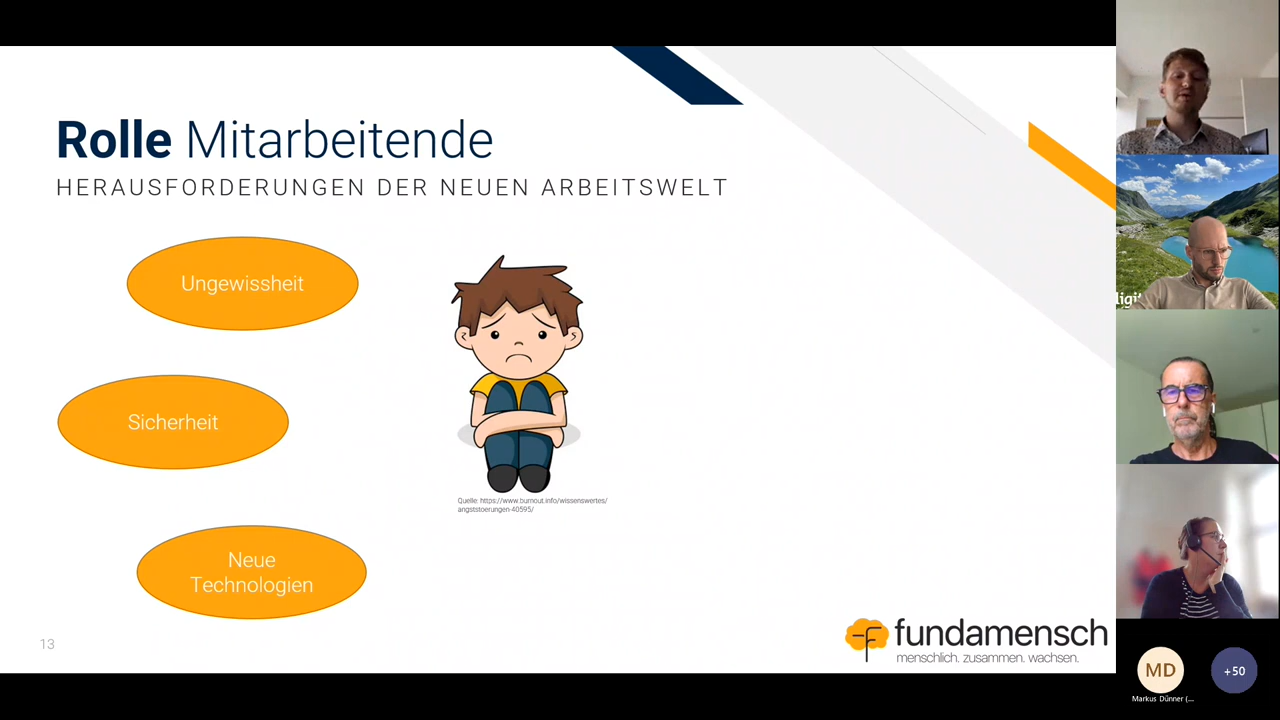 Rolle Mitarbeitende
HERAUSFORDERUNGEN DER NEUEN ARBEITSWELT
Ungewissheit
Sicherheit
Neue
Technologien
Quelle: https://www.burnout.info/wissenswertes/
angststoerungen-40595/
13
fundamensch
menschlich. zusammen. wachsen.
digi
MD
+50
Markus Dünner (...